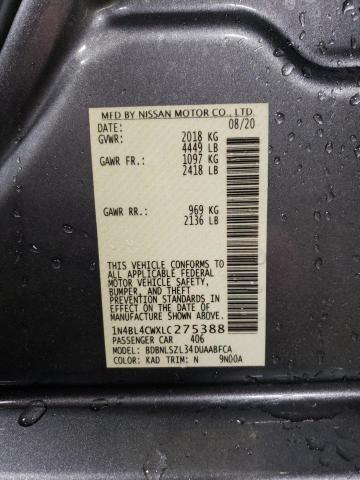 MFD BY NISSAN MOTOR CO., LTD.
DATE: 08/20
GVWR: 2018 KG
4449 LB
GAWR FR.: 1097 KG
2418 LB
GAWR RR.: 969 KG
2136 LB
THIS VEHICLE CONFORMS TO
ALL APPLICABLE FEDERAL
MOTOR VEHICLE SAFETY,
BUMPER, AND THEFT
PREVENTION STANDARDS IN
EFFECT ON THE DATE OF
MANUFACTURE SHOWN ABOVE.
1N4BL4CWXLC275388
PASSENGER CAR 406
MODEL: BDBNLSZL34DUAABFCA
COLOR: KAD TRIM: N 9N00A